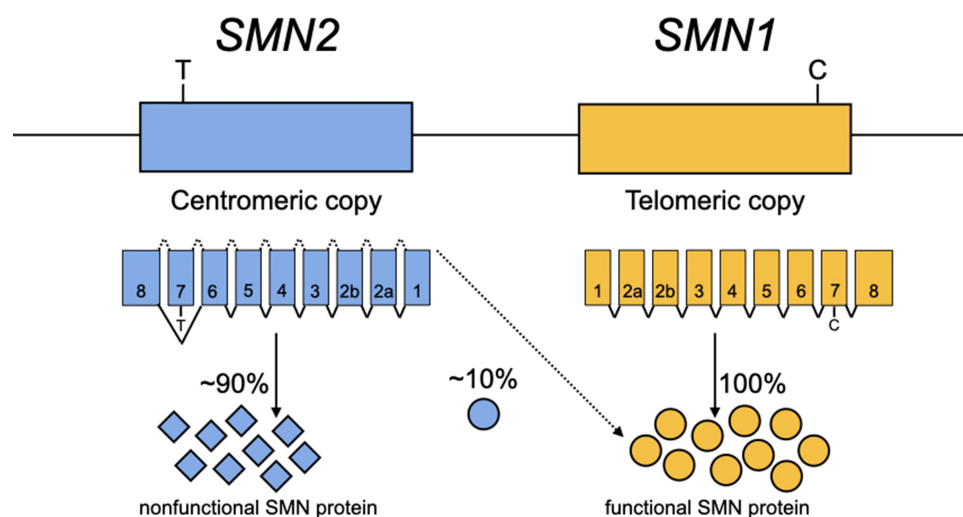 SMN2 SMN1
T C
Centromeric copy Telomeric copy
8 7 6 5 4 3 2b 2a 1 1 2a 2b 3 4 5 6 7 8
T C
~90% ~10% 100%
nonfunctional SMN protein functional SMN protein